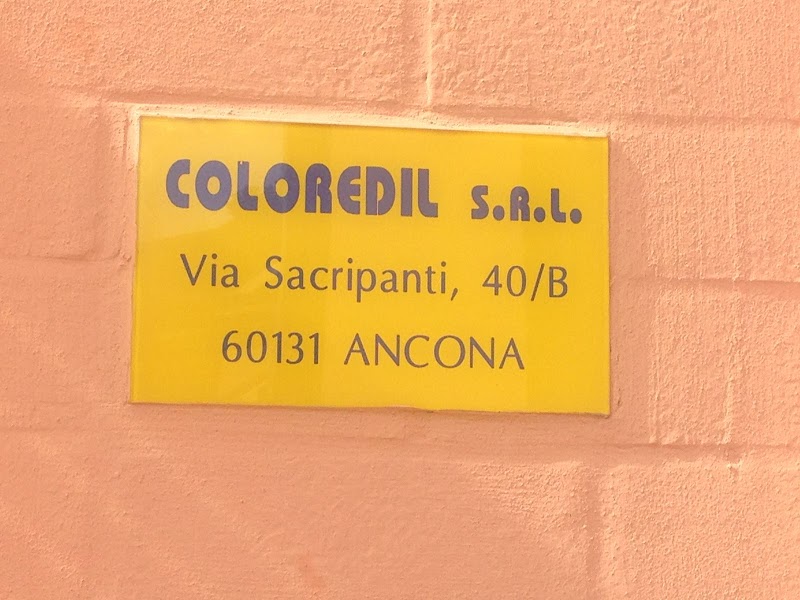 COLOREDIL S.R.L.
Via Sacripanti, 40/B
60131 ANCONA